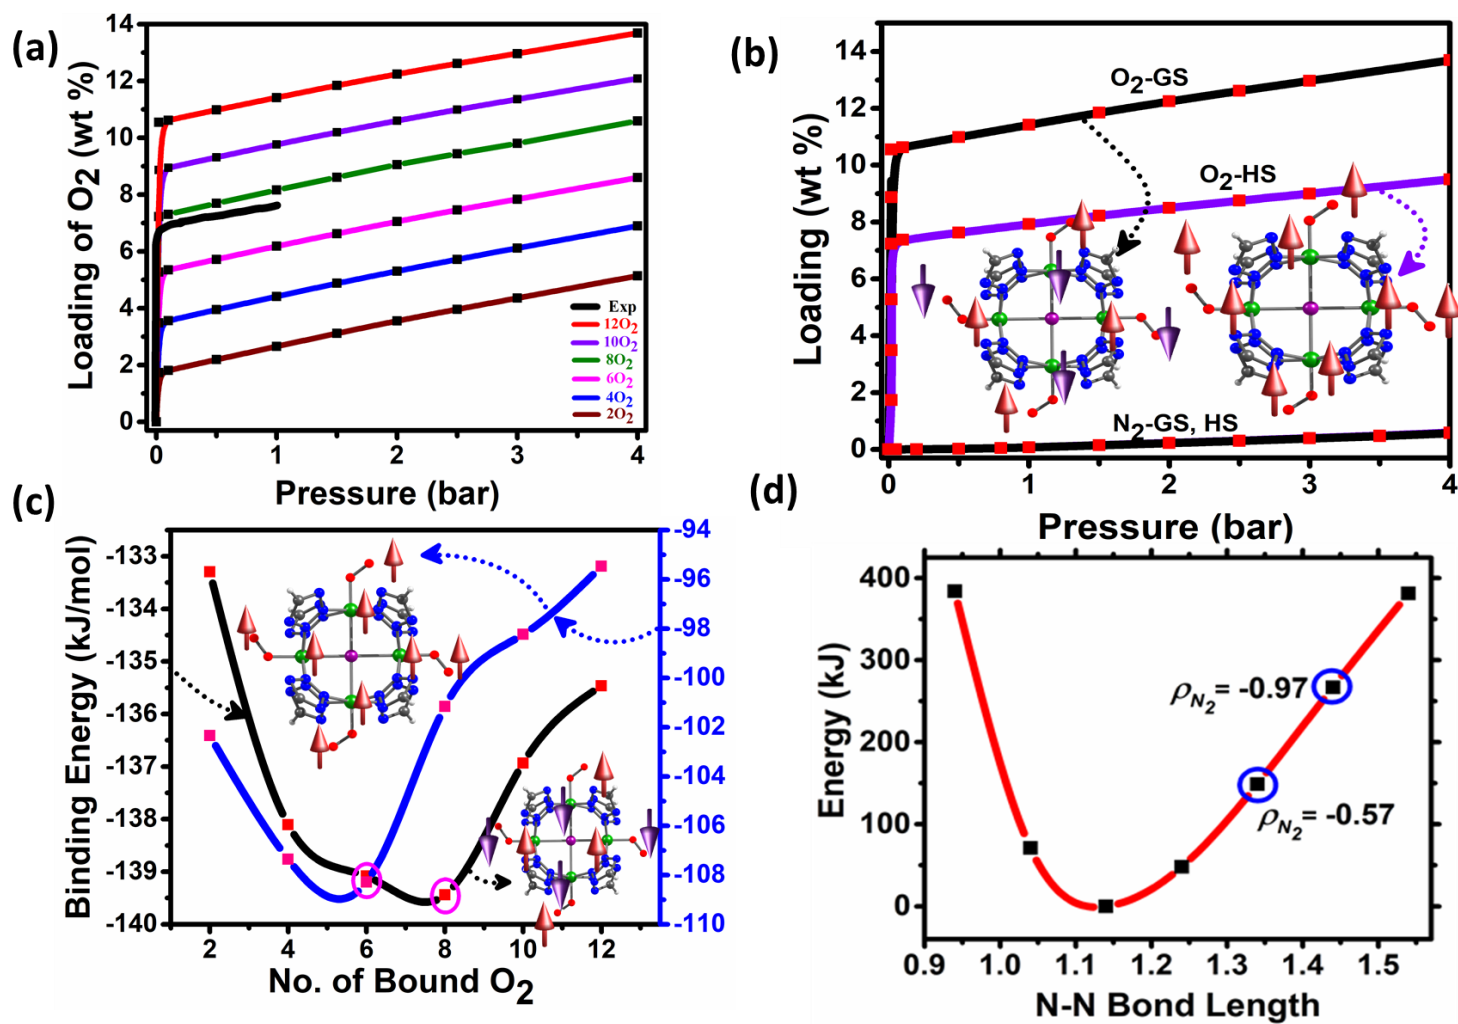 (a)
Loading of O2 (wt %)
14
12
10
8
6
4
2
0
Exp
12O2
10O2
8O2
6O2
4O2
2O2
0 1 2 3 4
Pressure (bar)
(b)
Loading (wt %)
14
12
10
8
6
4
2
0
O2-GS
O2-HS
N2-GS, HS
0 1 2 3 4
Pressure (bar)
(c)
Binding Energy (kJ/mol)
-133
-134
-135
-136
-137
-138
-139
-140
-94
-96
-98
-100
-102
-104
-106
-108
-110
2 4 6 8 10 12
No. of Bound O2
(d)
Energy (kJ)
400
300
200
100
0
ρN2= -0.97
ρN2= -0.57
0.9 1.0 1.1 1.2 1.3 1.4 1.5
N-N Bond Length